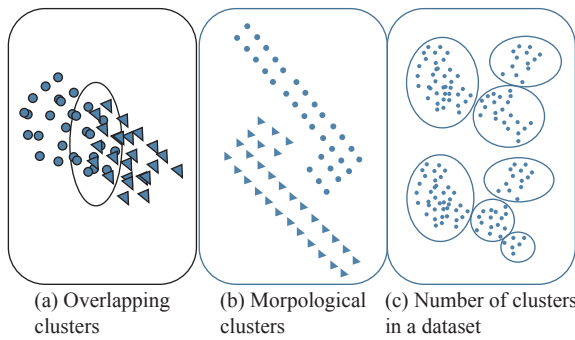 (a) Overlapping
clusters
(b) Morpological
clusters
(c) Number of clusters
in a dataset